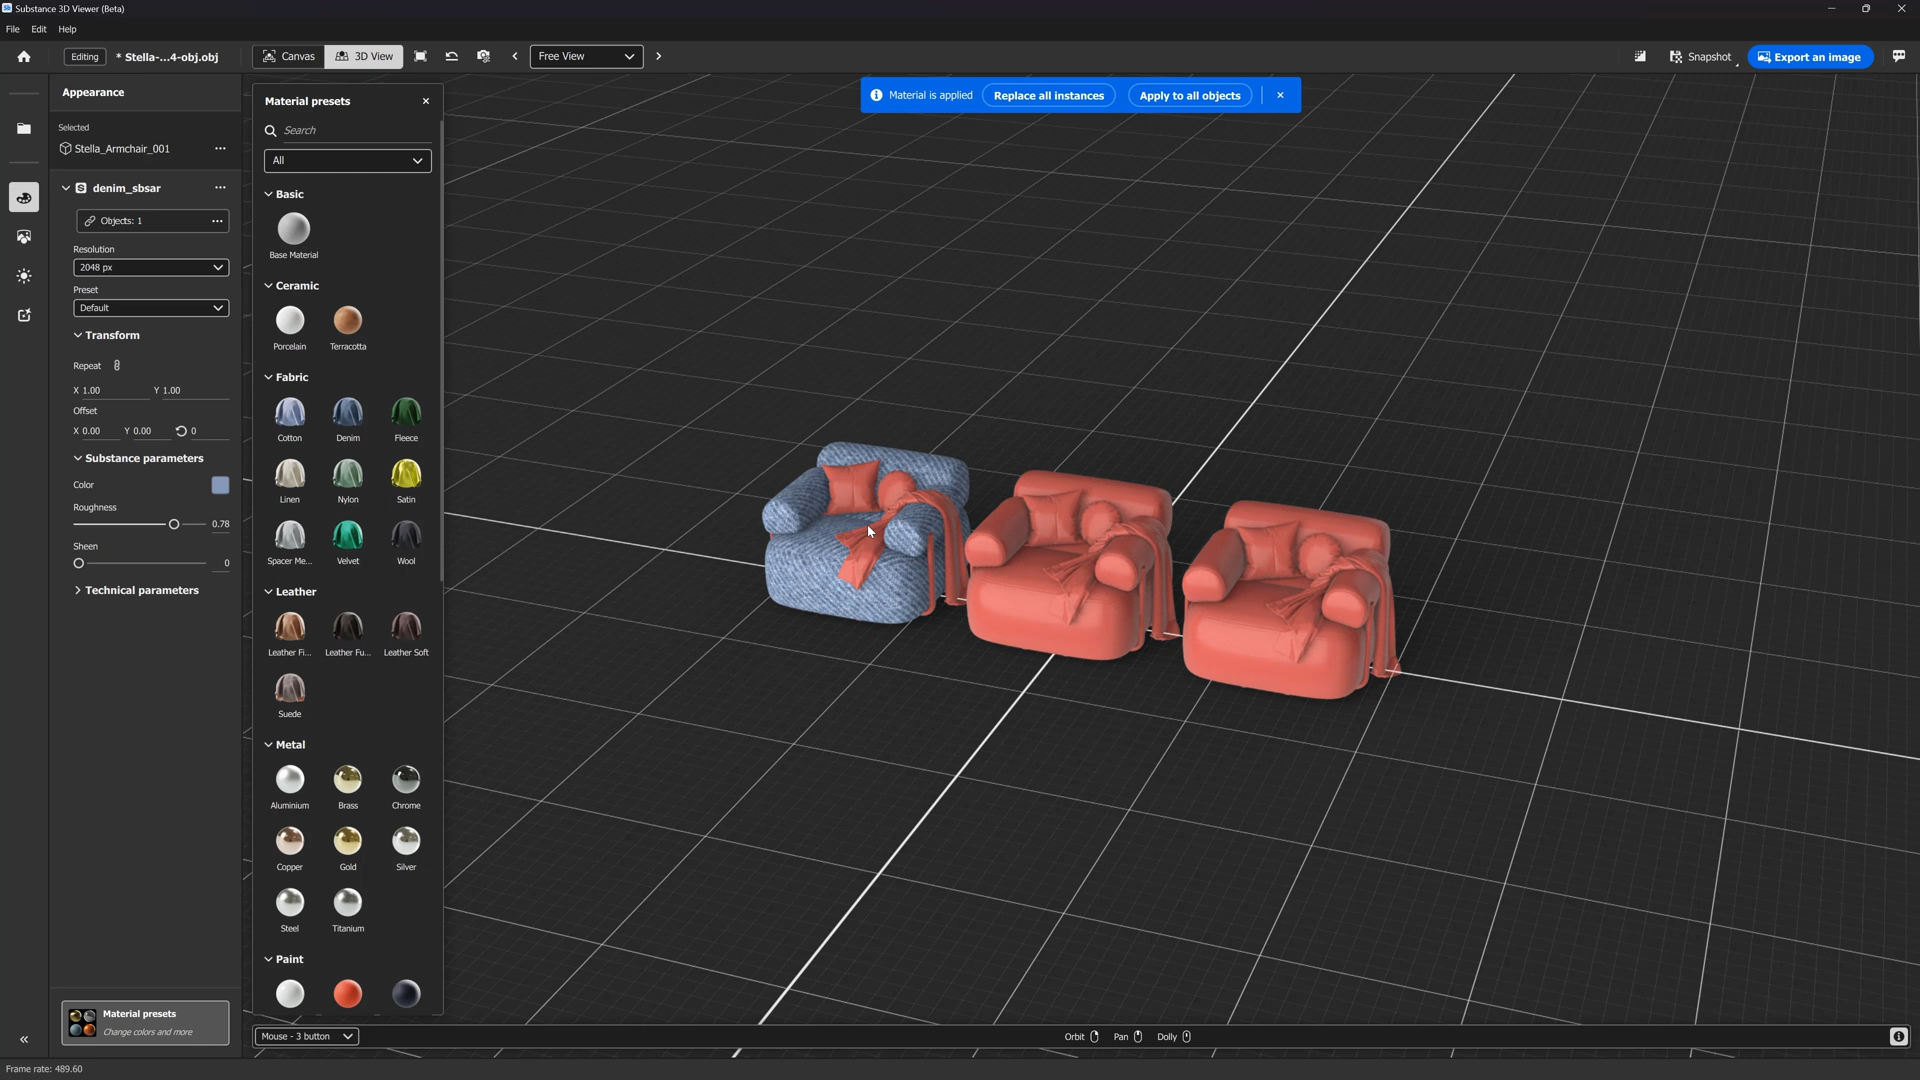 Substance 3D Viewer (Beta)
File Edit Help
Editing * Stella-...4-obj.obj Canvas 3D View Free View Snapshot Export an image
Appearance
Selected
Stella_Armchair_001
denim_sbsar
Objects: 1
Resolution
2048 px
Preset
Default
Transform
Repeat
X 1.00 Y 1.00
Offset
X 0.00 Y 0.00 0
Substance parameters
Color
Roughness
0.78
Sheen
0
Technical parameters
Material presets
Change colors and more
Material presets
Search
All
Basic
Base Material
Ceramic
Porcelain Terracotta
Fabric
Cotton Denim Fleece
Linen Nylon Satin
Spacer Me... Velvet Wool
Leather
Leather Fi... Leather Fu... Leather Soft
Suede
Metal
Aluminium Brass Chrome
Copper Gold Silver
Steel Titanium
Paint
Material is applied Replace all instances Apply to all objects
Mouse - 3 button Orbit Pan Dolly
Frame rate: 489.60